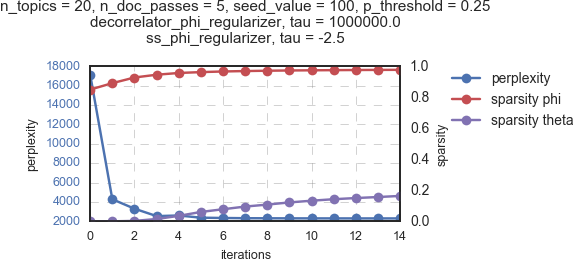 n_topics = 20, n_doc_passes = 5, seed_value = 100, p_threshold = 0.25
decorrelator_phi_regularizer, tau = 1000000.0
ss_phi_regularizer, tau = -2.5
18000
16000
14000
12000
10000
8000
6000
4000
2000
perplexity
0 2 4 6 8 10 12 14
iterations
1.0
0.8
0.6
0.4
0.2
0.0
sparsity
perplexity
sparsity phi
sparsity theta